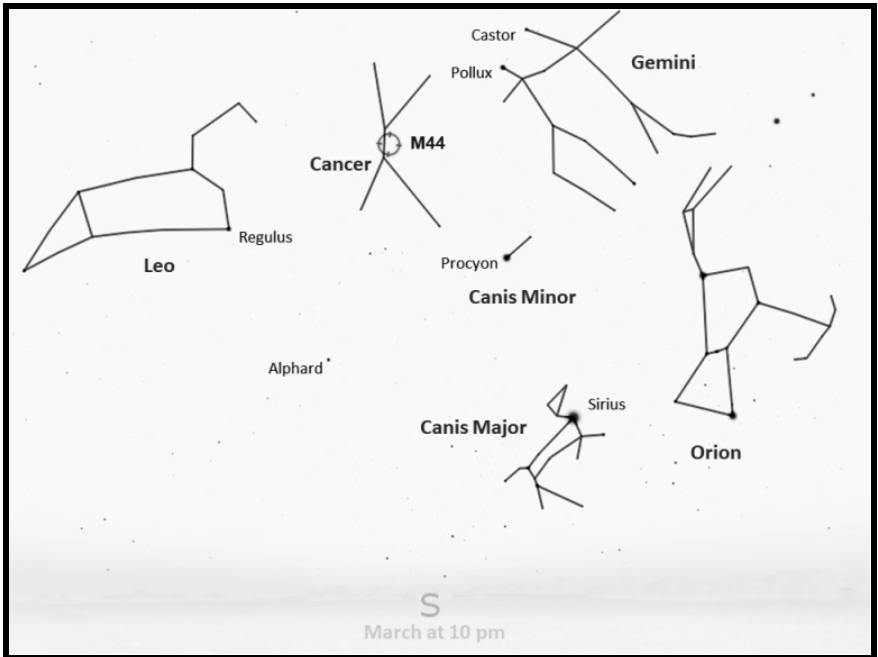 Castor
Gemini
Pollux
M44
Cancer
Regulus
Leo
Procyon
Canis Minor
Alphard
Sirius
Canis Major
Orion
S
March at 10 pm